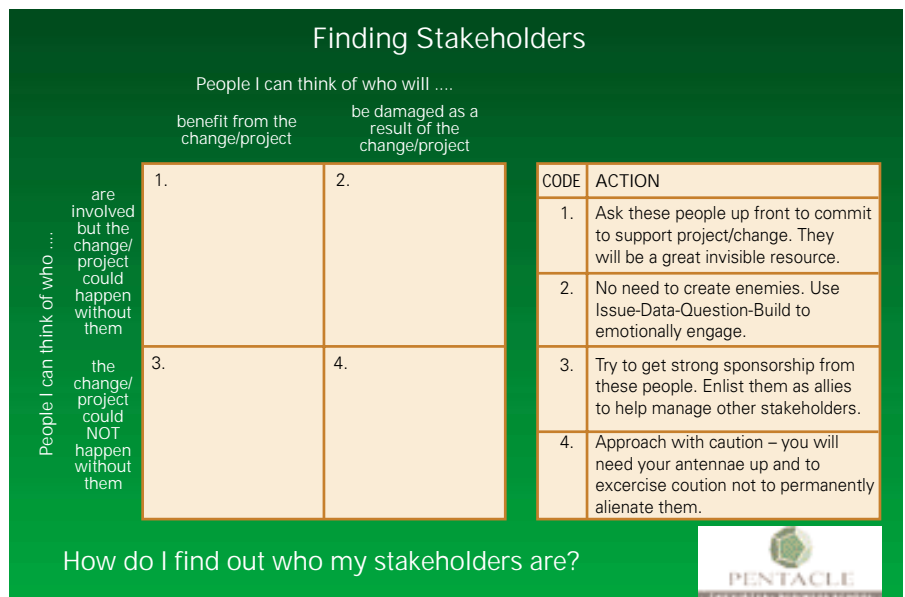 Finding Stakeholders
People I can think of who will ....
benefit from the
change/project
be damaged as a
result of the
change/project
People I can think of who ....
are
involved
but the
change/
project
could
happen
without
them
the
change/
project
could
NOT
happen
without
them
1.
2.
3.
4.
CODE ACTION
1. Ask these people up front to commit
to support project/change. They
will be a great invisible resource.
2. No need to create enemies. Use
Issue-Data-Question-Build to
emotionally engage.
3. Try to get strong sponsorship from
these people. Enlist them as allies
to help manage other stakeholders.
4. Approach with caution – you will
need your antennae up and to
excercise coution not to permanently
alienate them.
How do I find out who my stakeholders are?
PENTACLE